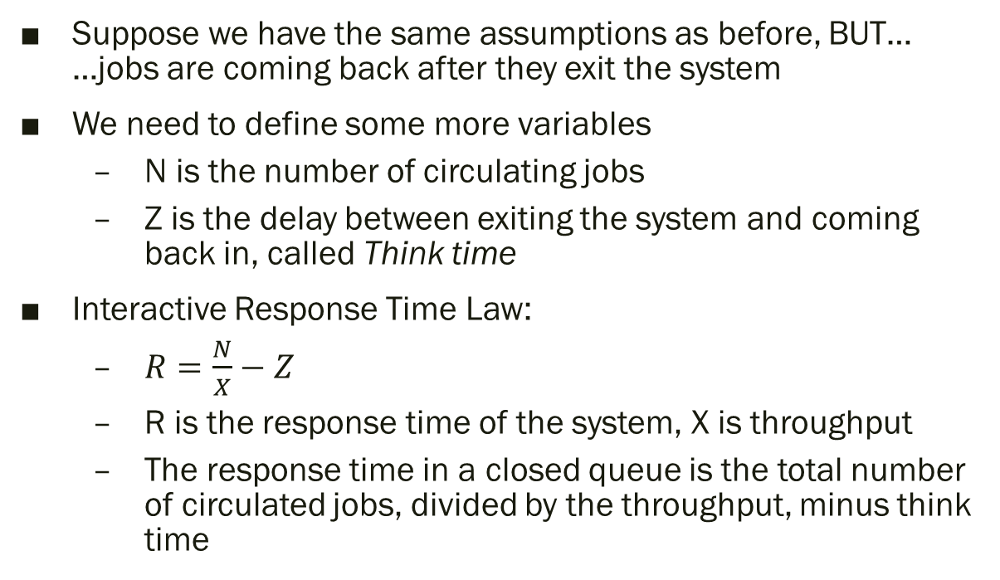 ■ Suppose we have the same assumptions as before, BUT...
...jobs are coming back after they exit the system
■ We need to define some more variables
– N is the number of circulating jobs
– Z is the delay between exiting the system and coming
back in, called Think time
■ Interactive Response Time Law:
– R = N/X − Z
– R is the response time of the system, X is throughput
– The response time in a closed queue is the total number
of circulated jobs, divided by the throughput, minus think
time